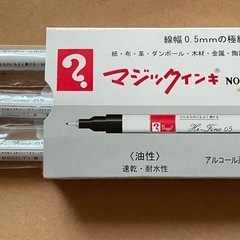 線幅0.5mmの極細
紙・布・革・ダンボール・木材・金属・陶
?
マジックインキ NO
Hi-Fine 05
〈油性〉
速乾・耐水性
アルコール系